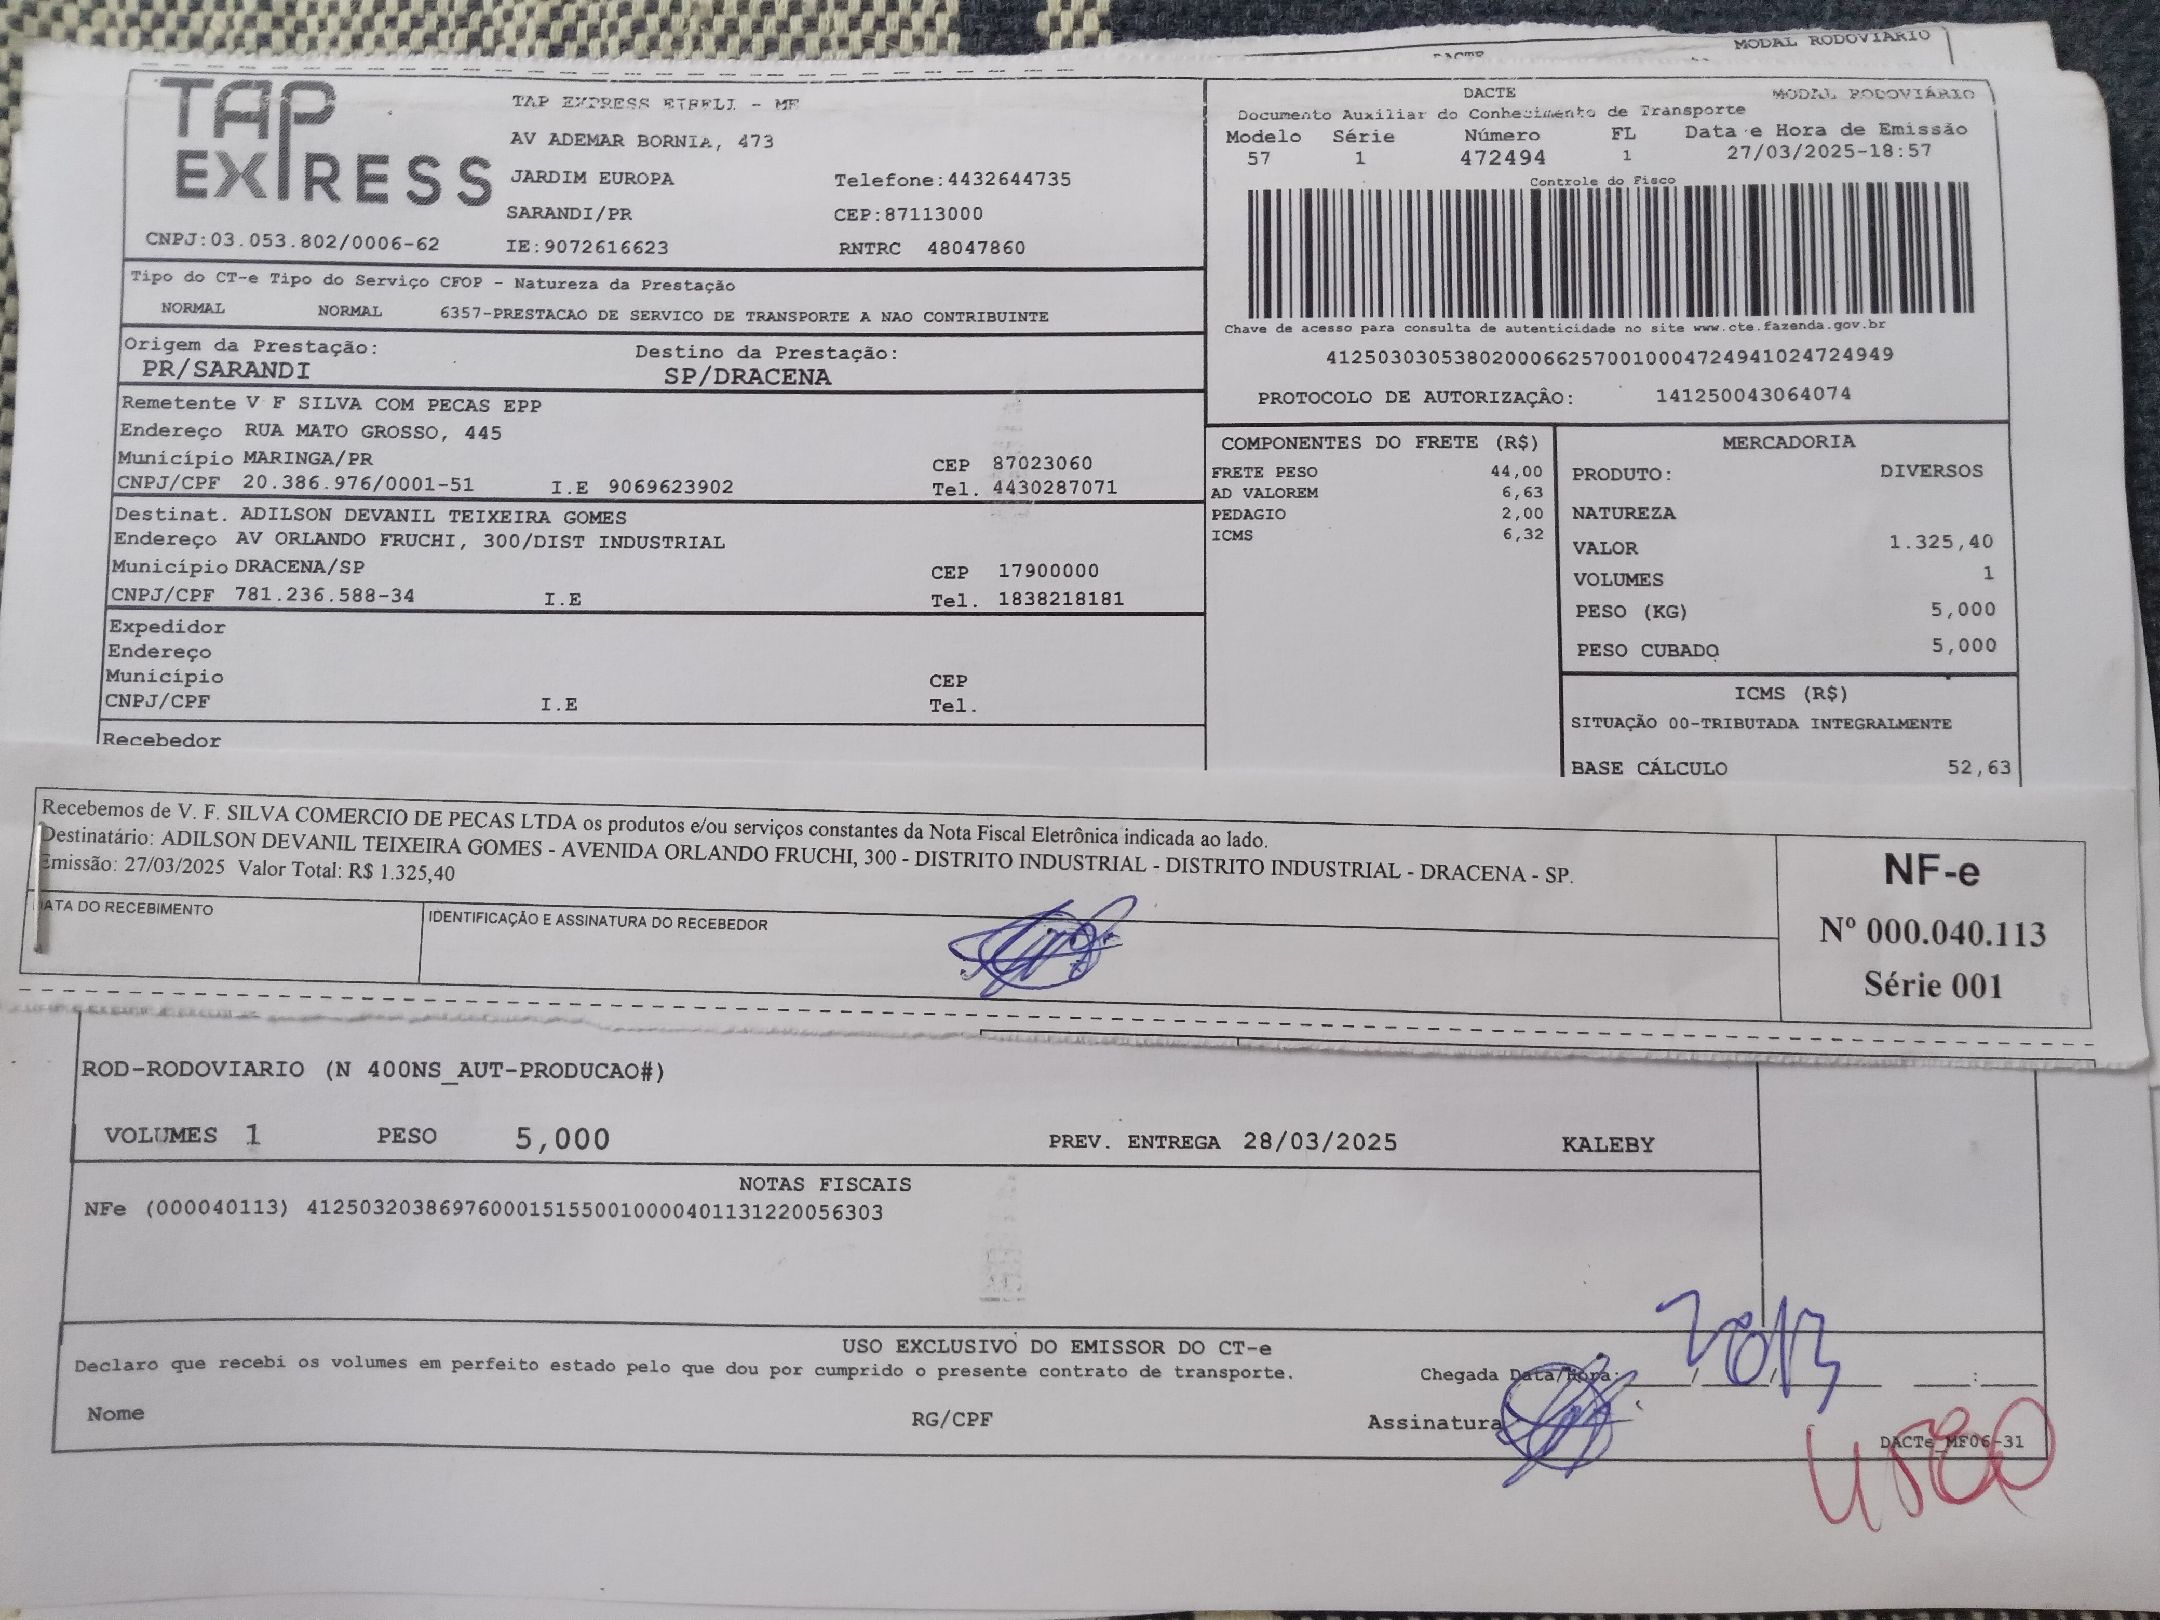 DACTE
MODAL RODOVIARIO
TAP EXPRESS
TAP EXPRESS EIRELI - ME
AV ADEMAR BORNIA, 473
JARDIM EUROPA
Telefone:4432644735
SARANDI/PR
CEP:87113000
CNPJ:03.053.802/0006-62
IE:9072616623
RNTRC 48047860
DACTE
MODAL RODOVIÁRIO
Documento Auxiliar do Conhecimento de Transporte
Modelo Série Número FL Data e Hora de Emissão
57 1 472494 1 27/03/2025-18:57
Controle do Fisco
Chave de acesso para consulta de autenticidade no site www.cte.fazenda.gov.br
41250303053802000662570010004724941024724949
PROTOCOLO DE AUTORIZAÇÃO: 141250043064074
Tipo do CT-e Tipo do Serviço CFOP - Natureza da Prestação
NORMAL NORMAL 6357-PRESTACAO DE SERVICO DE TRANSPORTE A NAO CONTRIBUINTE
Origem da Prestação: Destino da Prestação:
PR/SARANDI SP/DRACENA
Remetente V F SILVA COM PECAS EPP
Endereço RUA MATO GROSSO, 445
Município MARINGA/PR CEP 87023060
CNPJ/CPF 20.386.976/0001-51 I.E 9069623902 Tel. 4430287071
Destinat. ADILSON DEVANIL TEIXEIRA GOMES
Endereço AV ORLANDO FRUCHI, 300/DIST INDUSTRIAL
Município DRACENA/SP CEP 17900000
CNPJ/CPF 781.236.588-34 I.E Tel. 1838218181
Expedidor
Endereço
Município CEP
CNPJ/CPF I.E Tel.
Recebedor
COMPONENTES DO FRETE (R$)
FRETE PESO 44,00
AD VALOREM 6,63
PEDAGIO 2,00
ICMS 6,32
MERCADORIA
PRODUTO: DIVERSOS
NATUREZA
VALOR 1.325,40
VOLUMES 1
PESO (KG) 5,000
PESO CUBADO 5,000
ICMS (R$)
SITUAÇÃO 00-TRIBUTADA INTEGRALMENTE
BASE CÁLCULO 52,63
Recebemos de V. F. SILVA COMERCIO DE PECAS LTDA os produtos e/ou serviços constantes da Nota Fiscal Eletrônica indicada ao lado.
Destinatário: ADILSON DEVANIL TEIXEIRA GOMES - AVENIDA ORLANDO FRUCHI, 300 - DISTRITO INDUSTRIAL - DISTRITO INDUSTRIAL - DRACENA - SP.
Emissão: 27/03/2025 Valor Total: R$ 1.325,40
DATA DO RECEBIMENTO
IDENTIFICAÇÃO E ASSINATURA DO RECEBEDOR
NF-e
Nº 000.040.113
Série 001
ROD-RODOVIARIO (N 400NS_AUT-PRODUCAO#)
VOLUMES 1 PESO 5,000 PREV. ENTREGA 28/03/2025 KALEBY
NOTAS FISCAIS
NFe (000040113) 41250320386976000151550010000401131220056303
USO EXCLUSIVO DO EMISSOR DO CT-e
Declaro que recebi os volumes em perfeito estado pelo que dou por cumprido o presente contrato de transporte.
Chegada Data/Hora: __/__/__ __:__
Nome RG/CPF Assinatura
DACTe_MF06-31